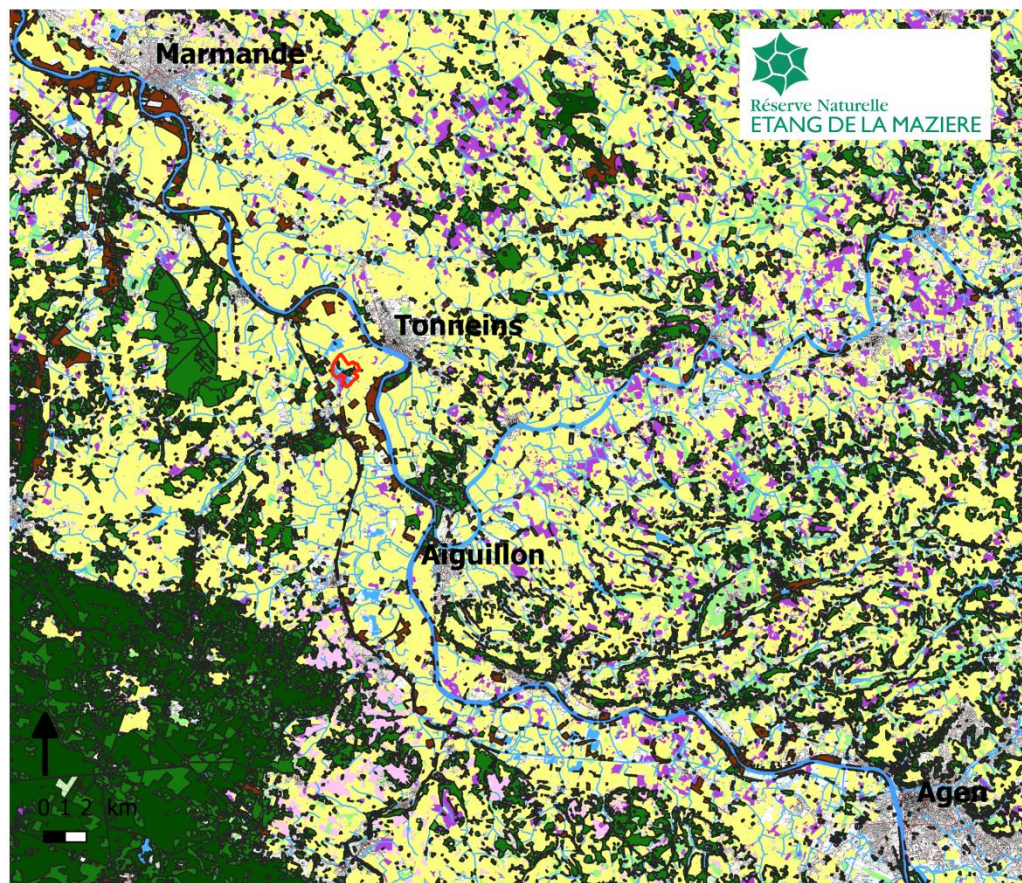 Marmande
Réserve Naturelle
ETANG DE LA MAZIERE
Tonneins
Aiguillon
Agen
0 1 2 km